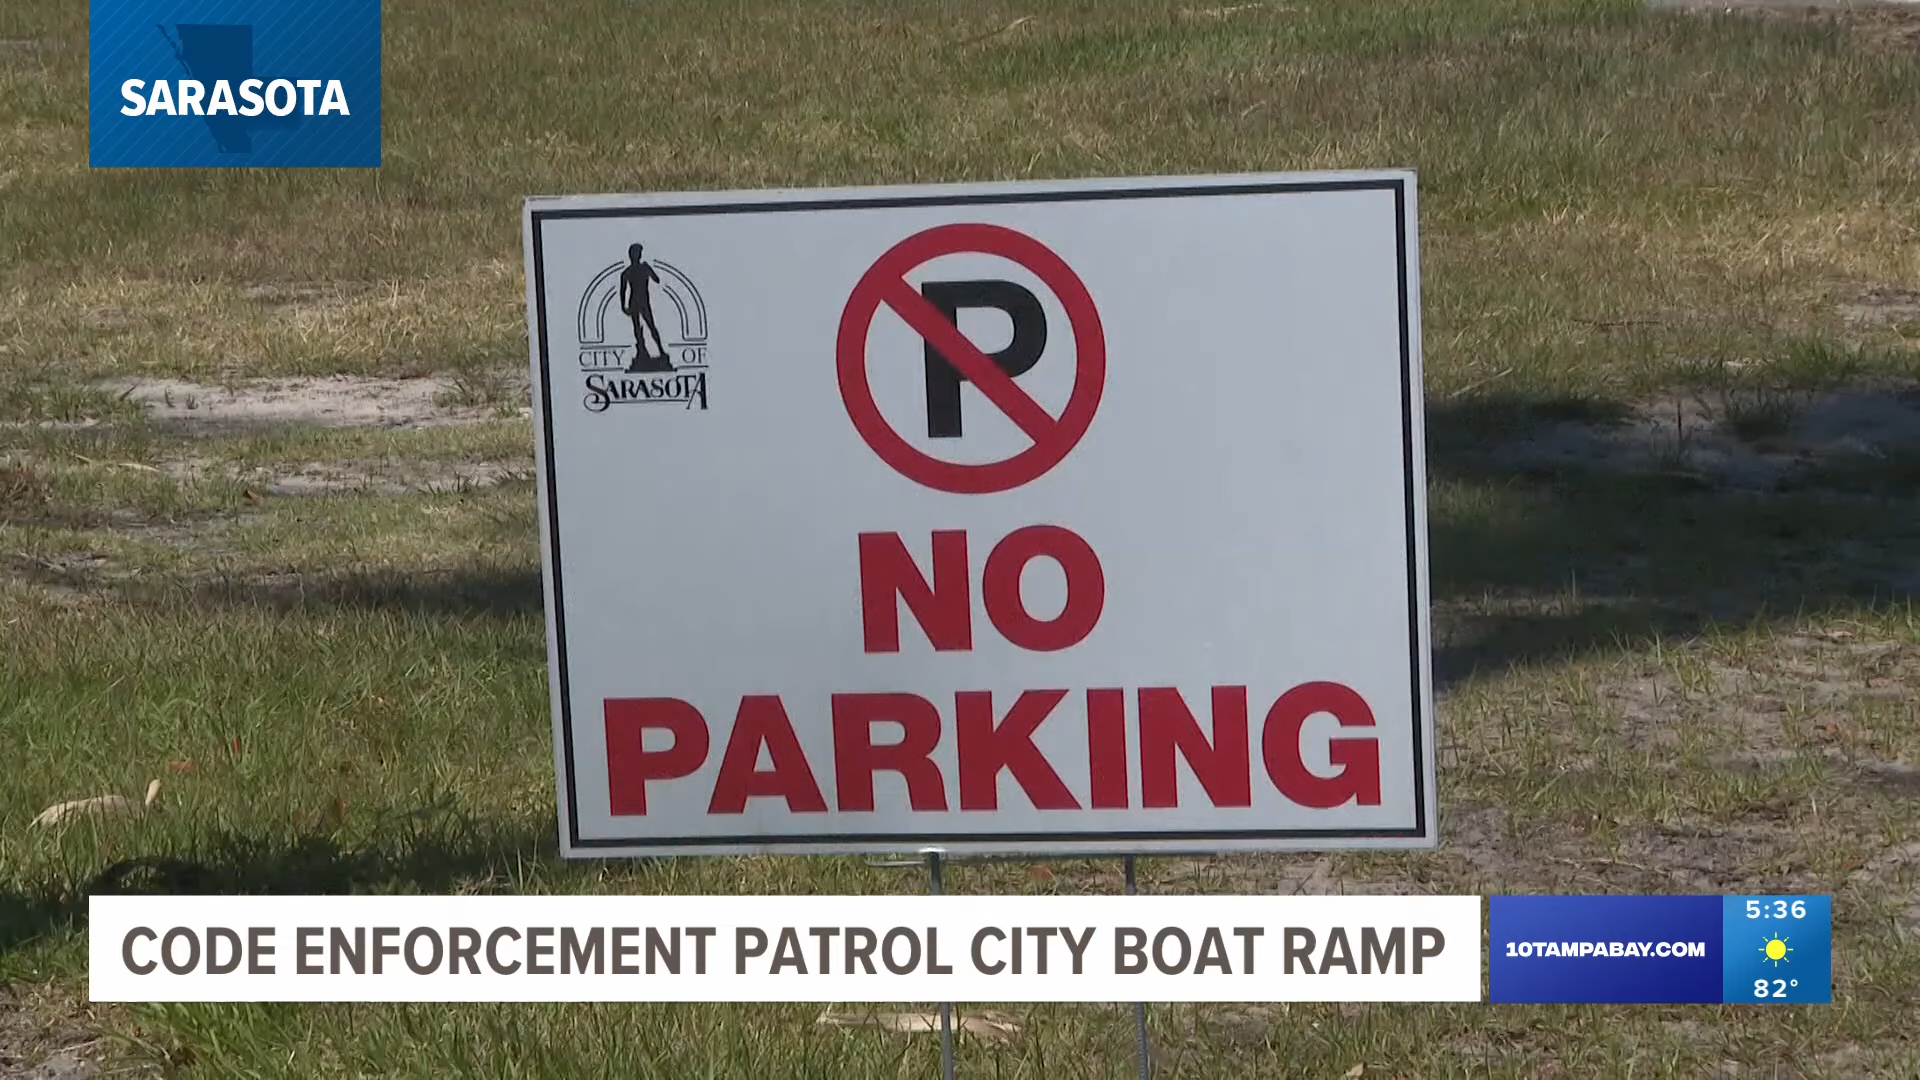 SARASOTA
CITY OF
SARASOTA
P
NO
PARKING
CODE ENFORCEMENT PATROL CITY BOAT RAMP
10TAMPABAY.COM
5:36
82°